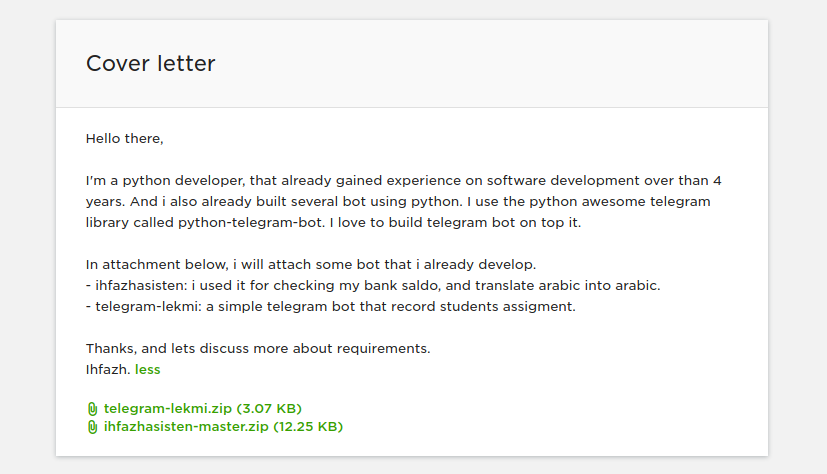 Cover letter
Hello there,
I'm a python developer, that already gained experience on software development over than 4
years. And i also already built several bot using python. I use the python awesome telegram
library called python-telegram-bot. I love to build telegram bot on top it.
In attachment below, i will attach some bot that i already develop.
- ihfazhasisten: i used it for checking my bank saldo, and translate arabic into arabic.
- telegram-lekmi: a simple telegram bot that record students assigment.
Thanks, and lets discuss more about requirements.
Ihfazh. less
telegram-lekmi.zip (3.07 KB)
ihfazhasisten-master.zip (12.25 KB)